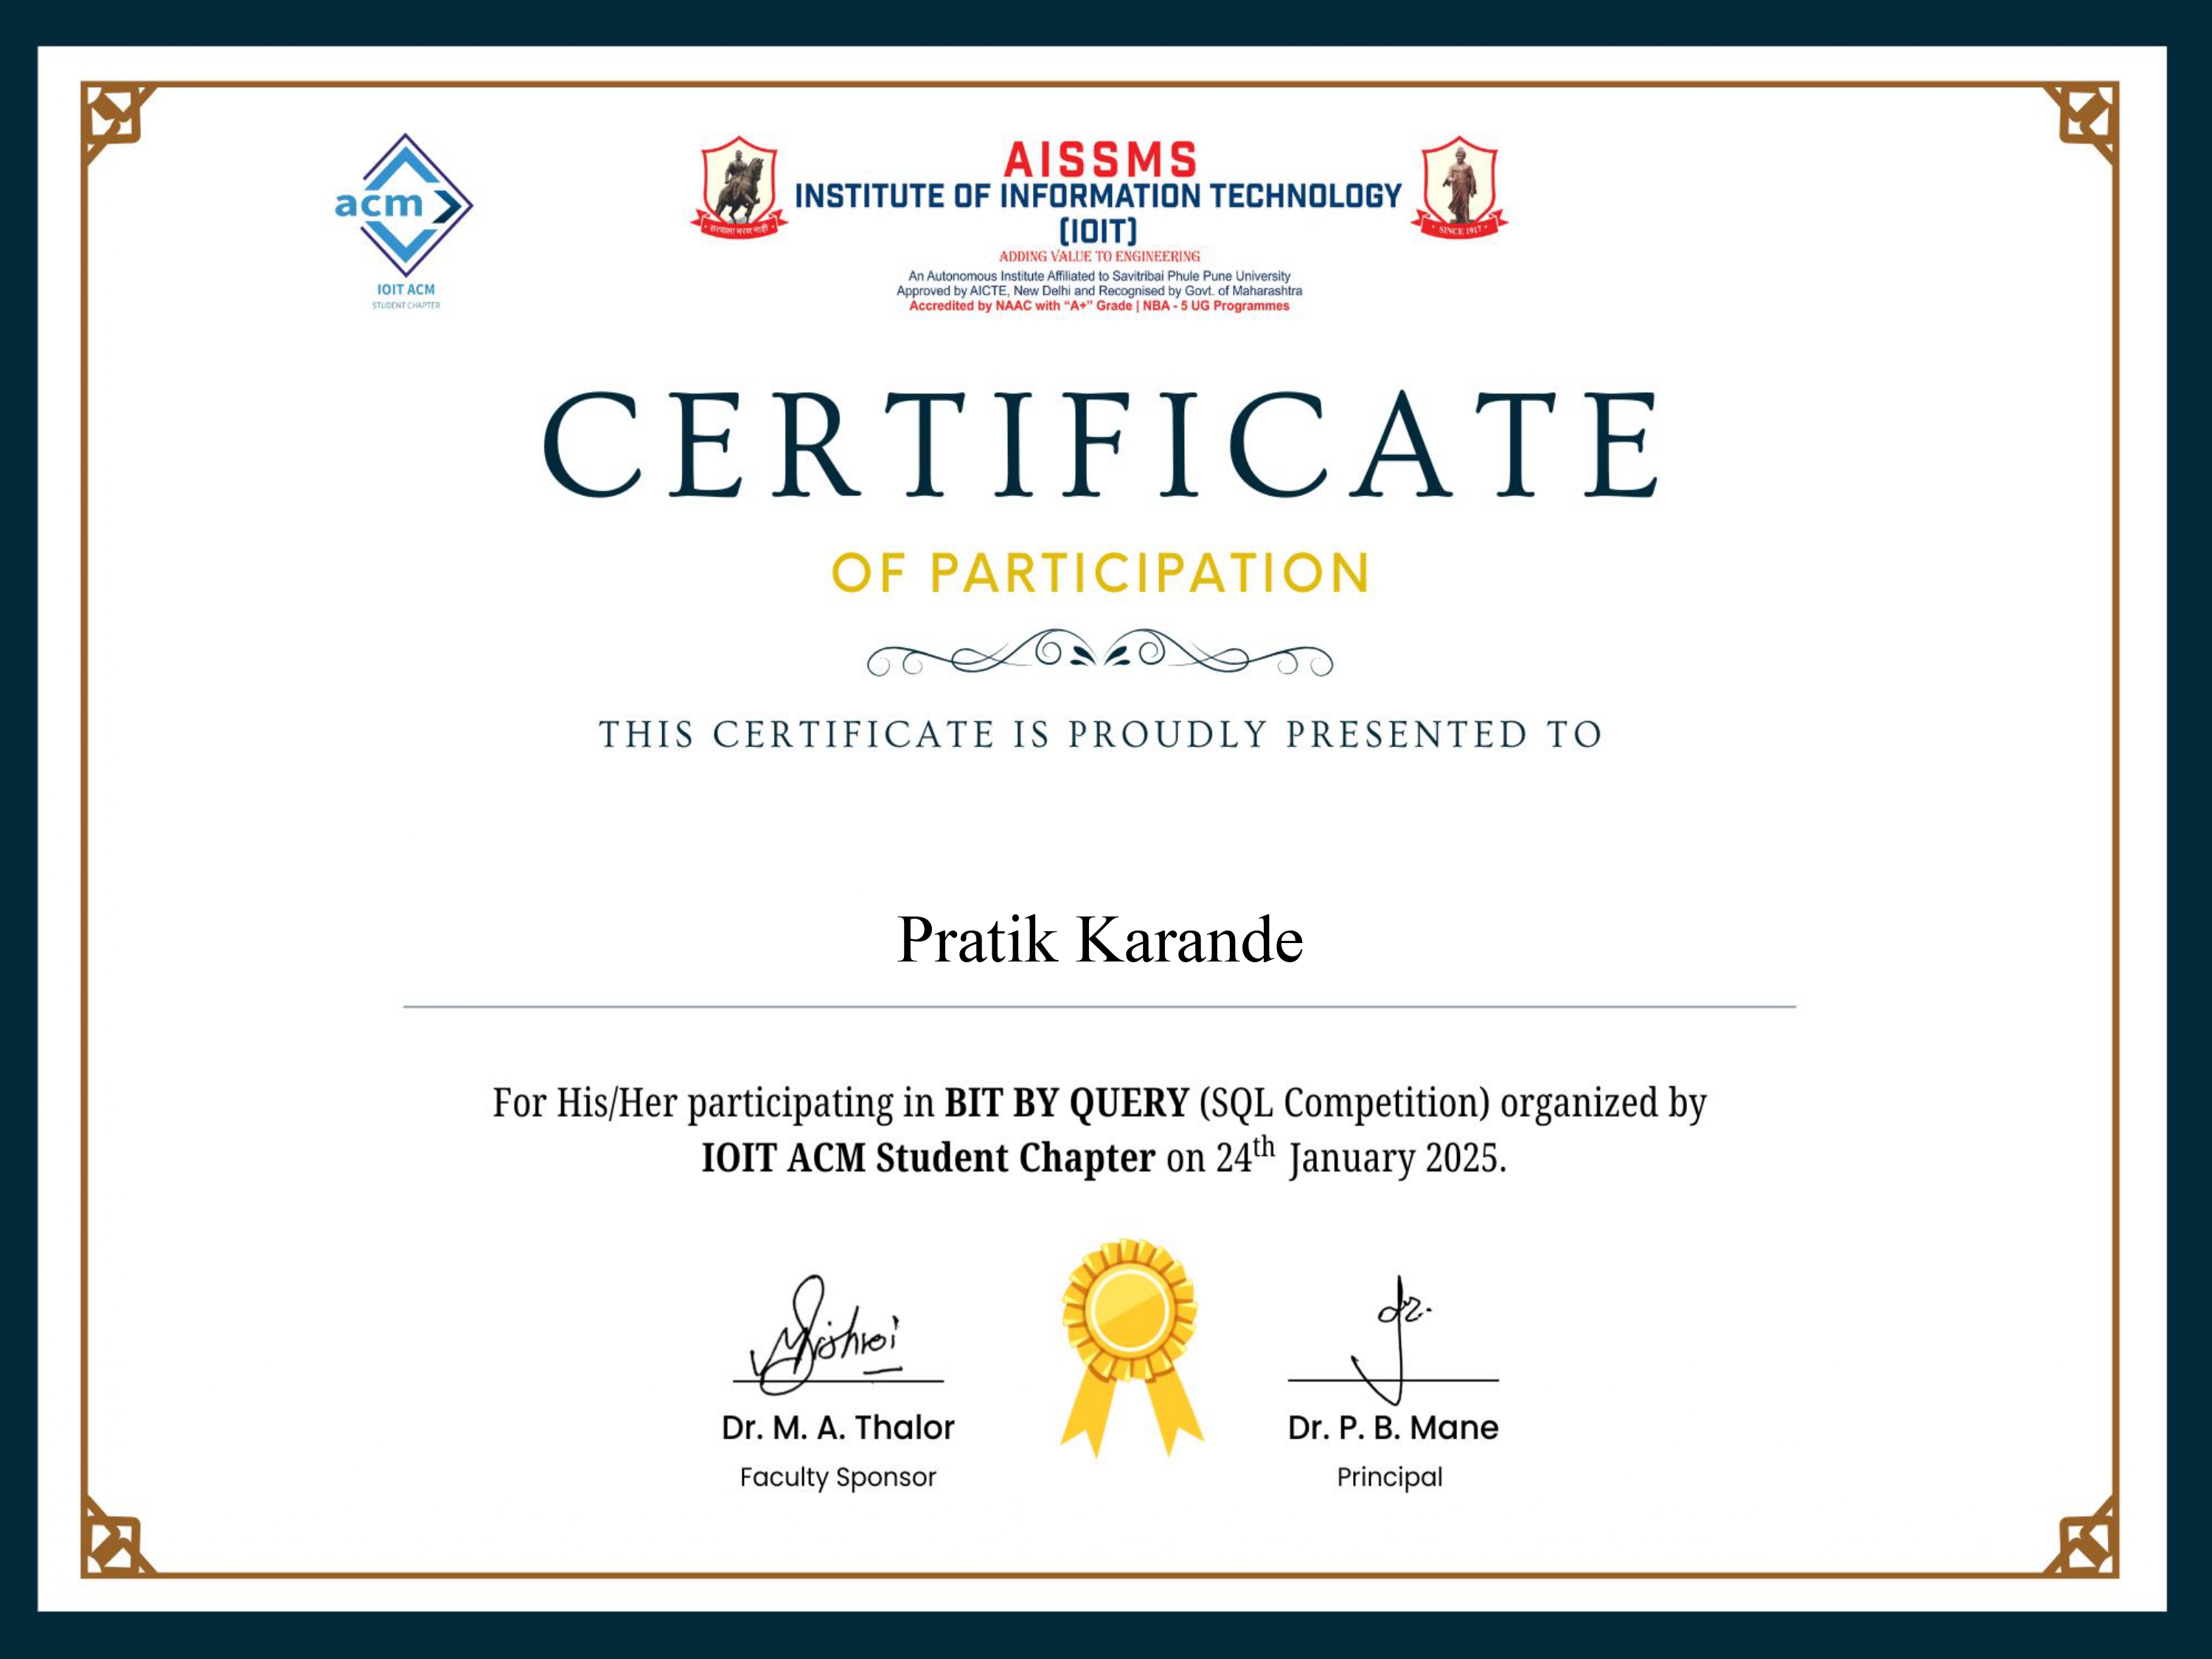 acm
IOIT ACM
STUDENT CHAPTER
AISSMS
INSTITUTE OF INFORMATION TECHNOLOGY
(IOIT)
ADDING VALUE TO ENGINEERING
An Autonomous Institute Affiliated to Savitribai Phule Pune University
Approved by AICTE, New Delhi and Recognised by Govt. of Maharashtra
Accredited by NAAC with "A+" Grade | NBA - 5 UG Programmes
सत्याला मरण नाही
SINCE 1917
CERTIFICATE
OF PARTICIPATION
THIS CERTIFICATE IS PROUDLY PRESENTED TO
Pratik Karande
For His/Her participating in BIT BY QUERY (SQL Competition) organized by
IOIT ACM Student Chapter on 24th January 2025.
Dr. M. A. Thalor
Faculty Sponsor
Dr. P. B. Mane
Principal